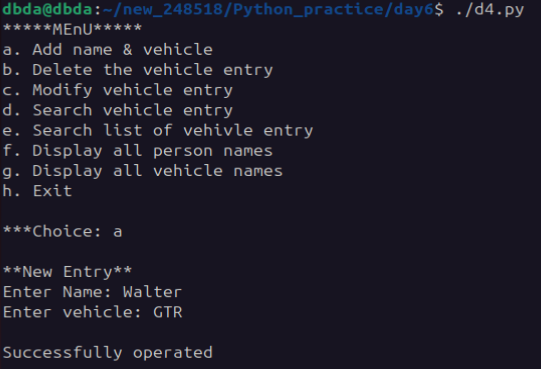 dbda@dbda:~/new_248518/Python_practice/day6$ ./d4.py
*****MEnU*****
a. Add name & vehicle
b. Delete the vehicle entry
c. Modify vehicle entry
d. Search vehicle entry
e. Search list of vehivle entry
f. Display all person names
g. Display all vehicle names
h. Exit
***Choice: a
**New Entry**
Enter Name: Walter
Enter vehicle: GTR
Successfully operated